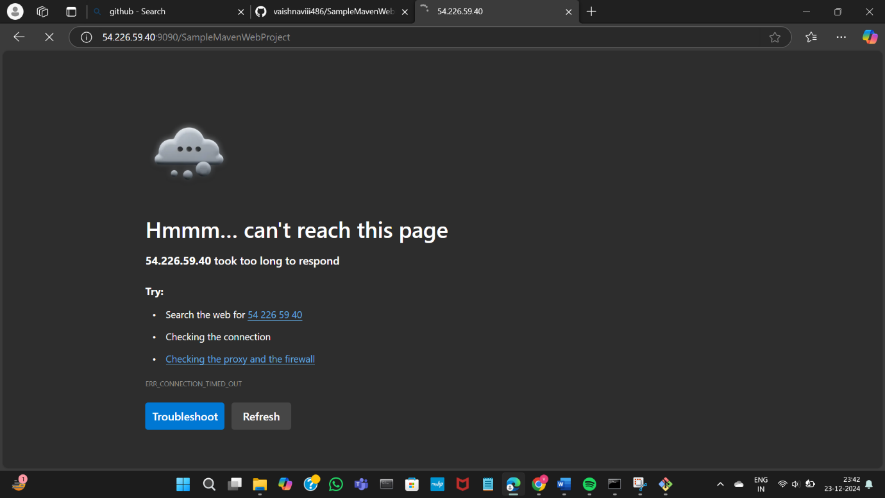 github - Search
vaishnaviii486/SampleMavenWeb
54.226.59.40
54.226.59.40:9090/SampleMavenWebProject
Hmmm... can't reach this page
54.226.59.40 took too long to respond
Try:
• Search the web for 54 226 59 40
• Checking the connection
• Checking the proxy and the firewall
ERR_CONNECTION_TIMED_OUT
Troubleshoot
Refresh
ENG
IN
23:42
23-12-2024